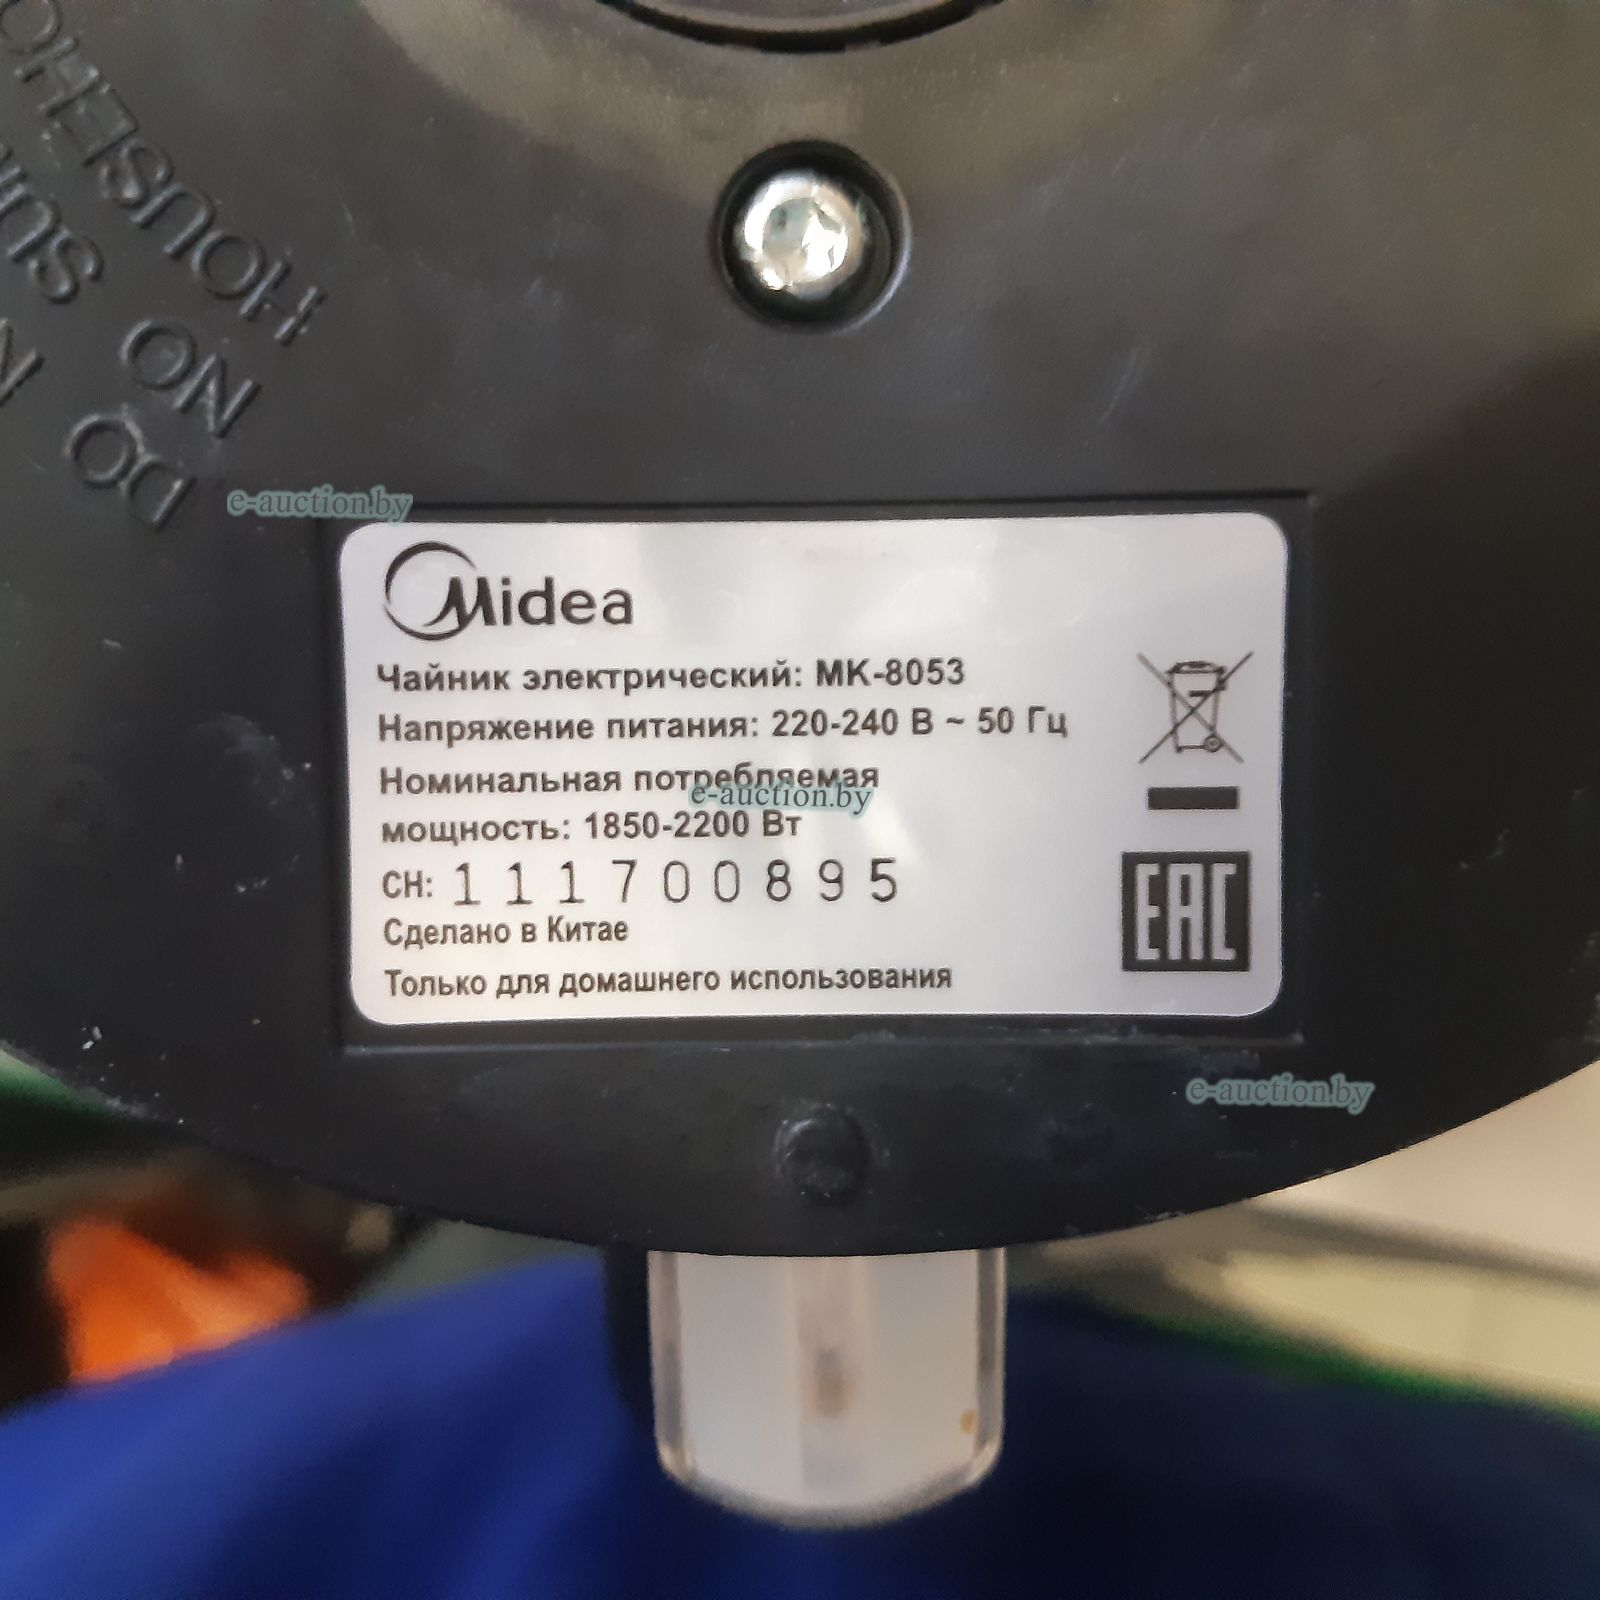 HOUSEHO
NO SU
DO N
Midea
Чайник электрический: MK-8053
Напряжение питания: 220-240 В ~ 50 Гц
Номинальная потребляемая
мощность: 1850-2200 Вт
СН: 111700895
Сделано в Китае
Только для домашнего использования
EAC
e-auction.by
e-auction.by
e-auction.by